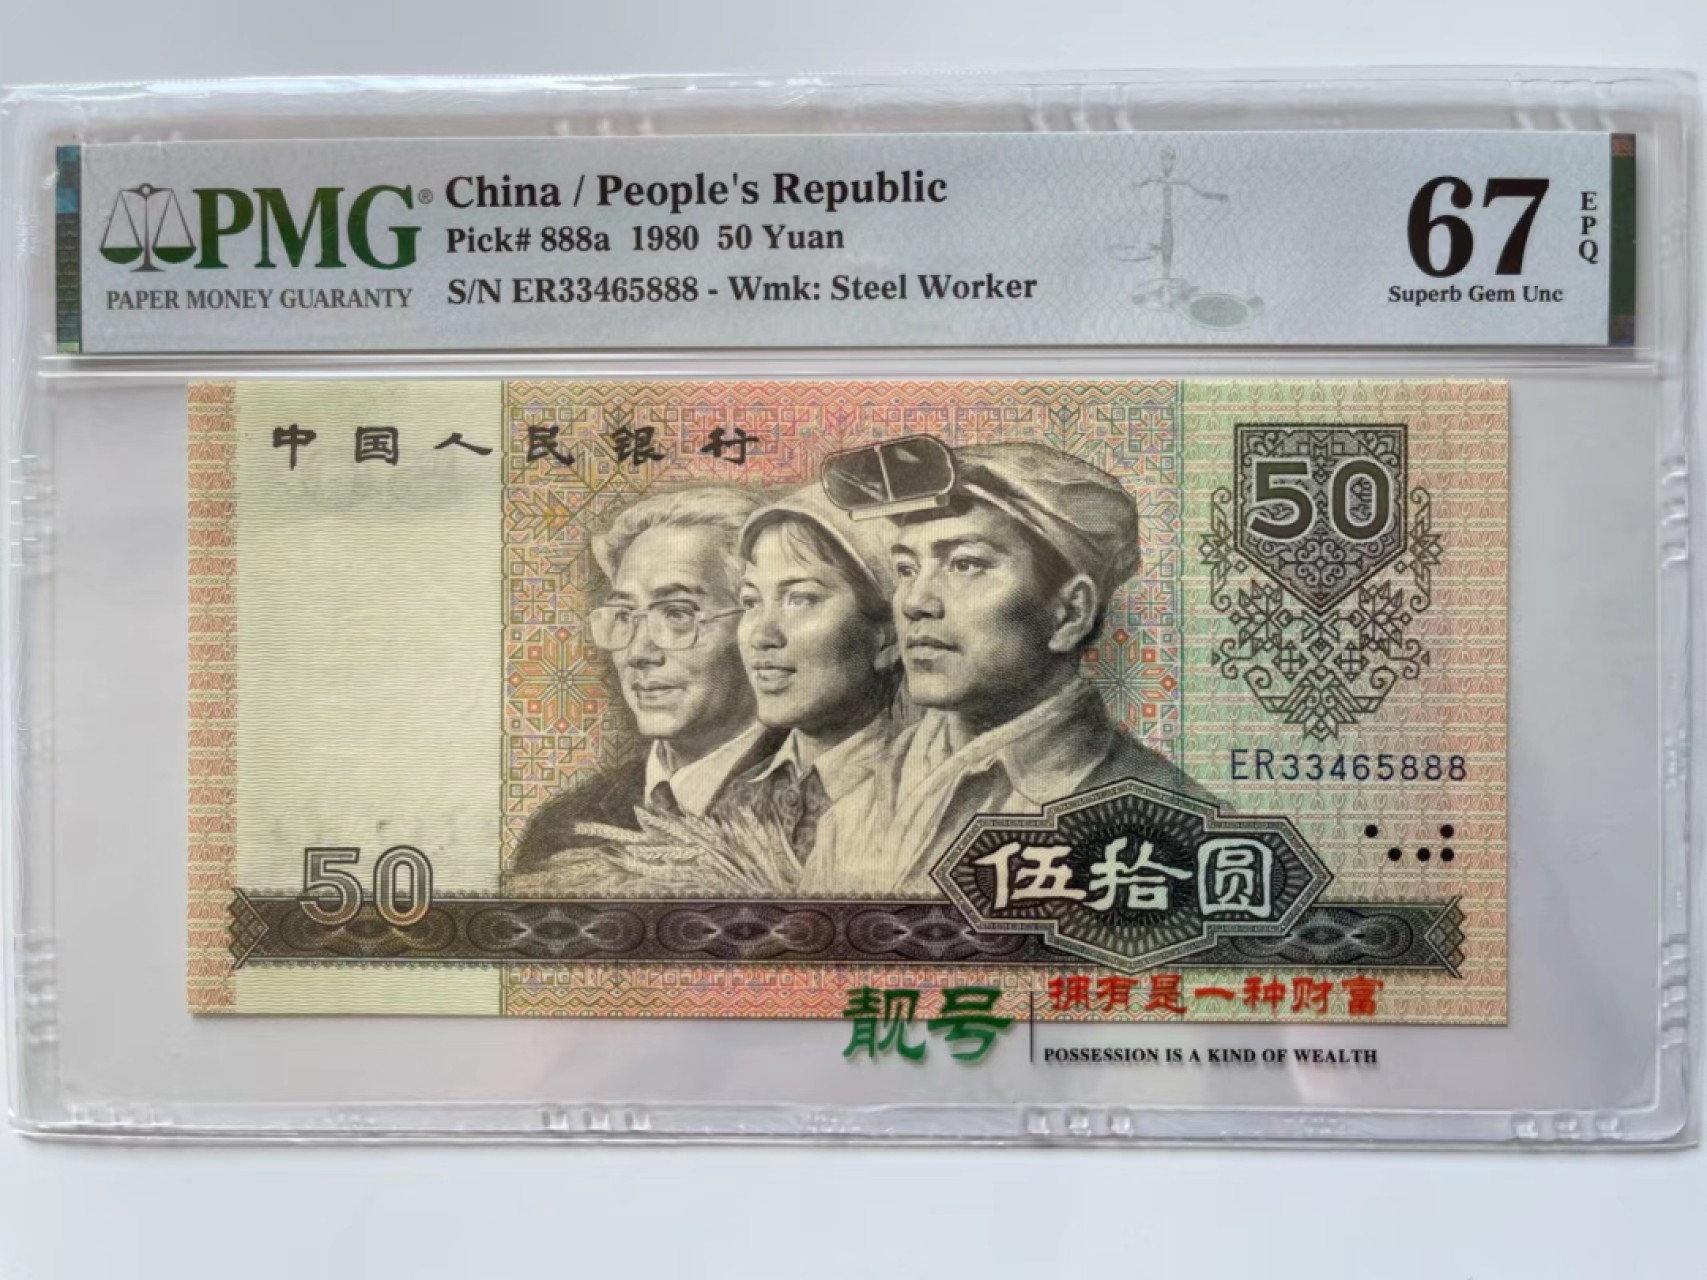 PMG®
PAPER MONEY GUARANTY
China / People's Republic
Pick# 888a 1980 50 Yuan
S/N ER33465888 - Wmk: Steel Worker
67
EPQ
Superb Gem Unc
中国人民银行
50
ER33465888
50
伍拾圆
靓号
拥有是一种财富
POSSESSION IS A KIND OF WEALTH